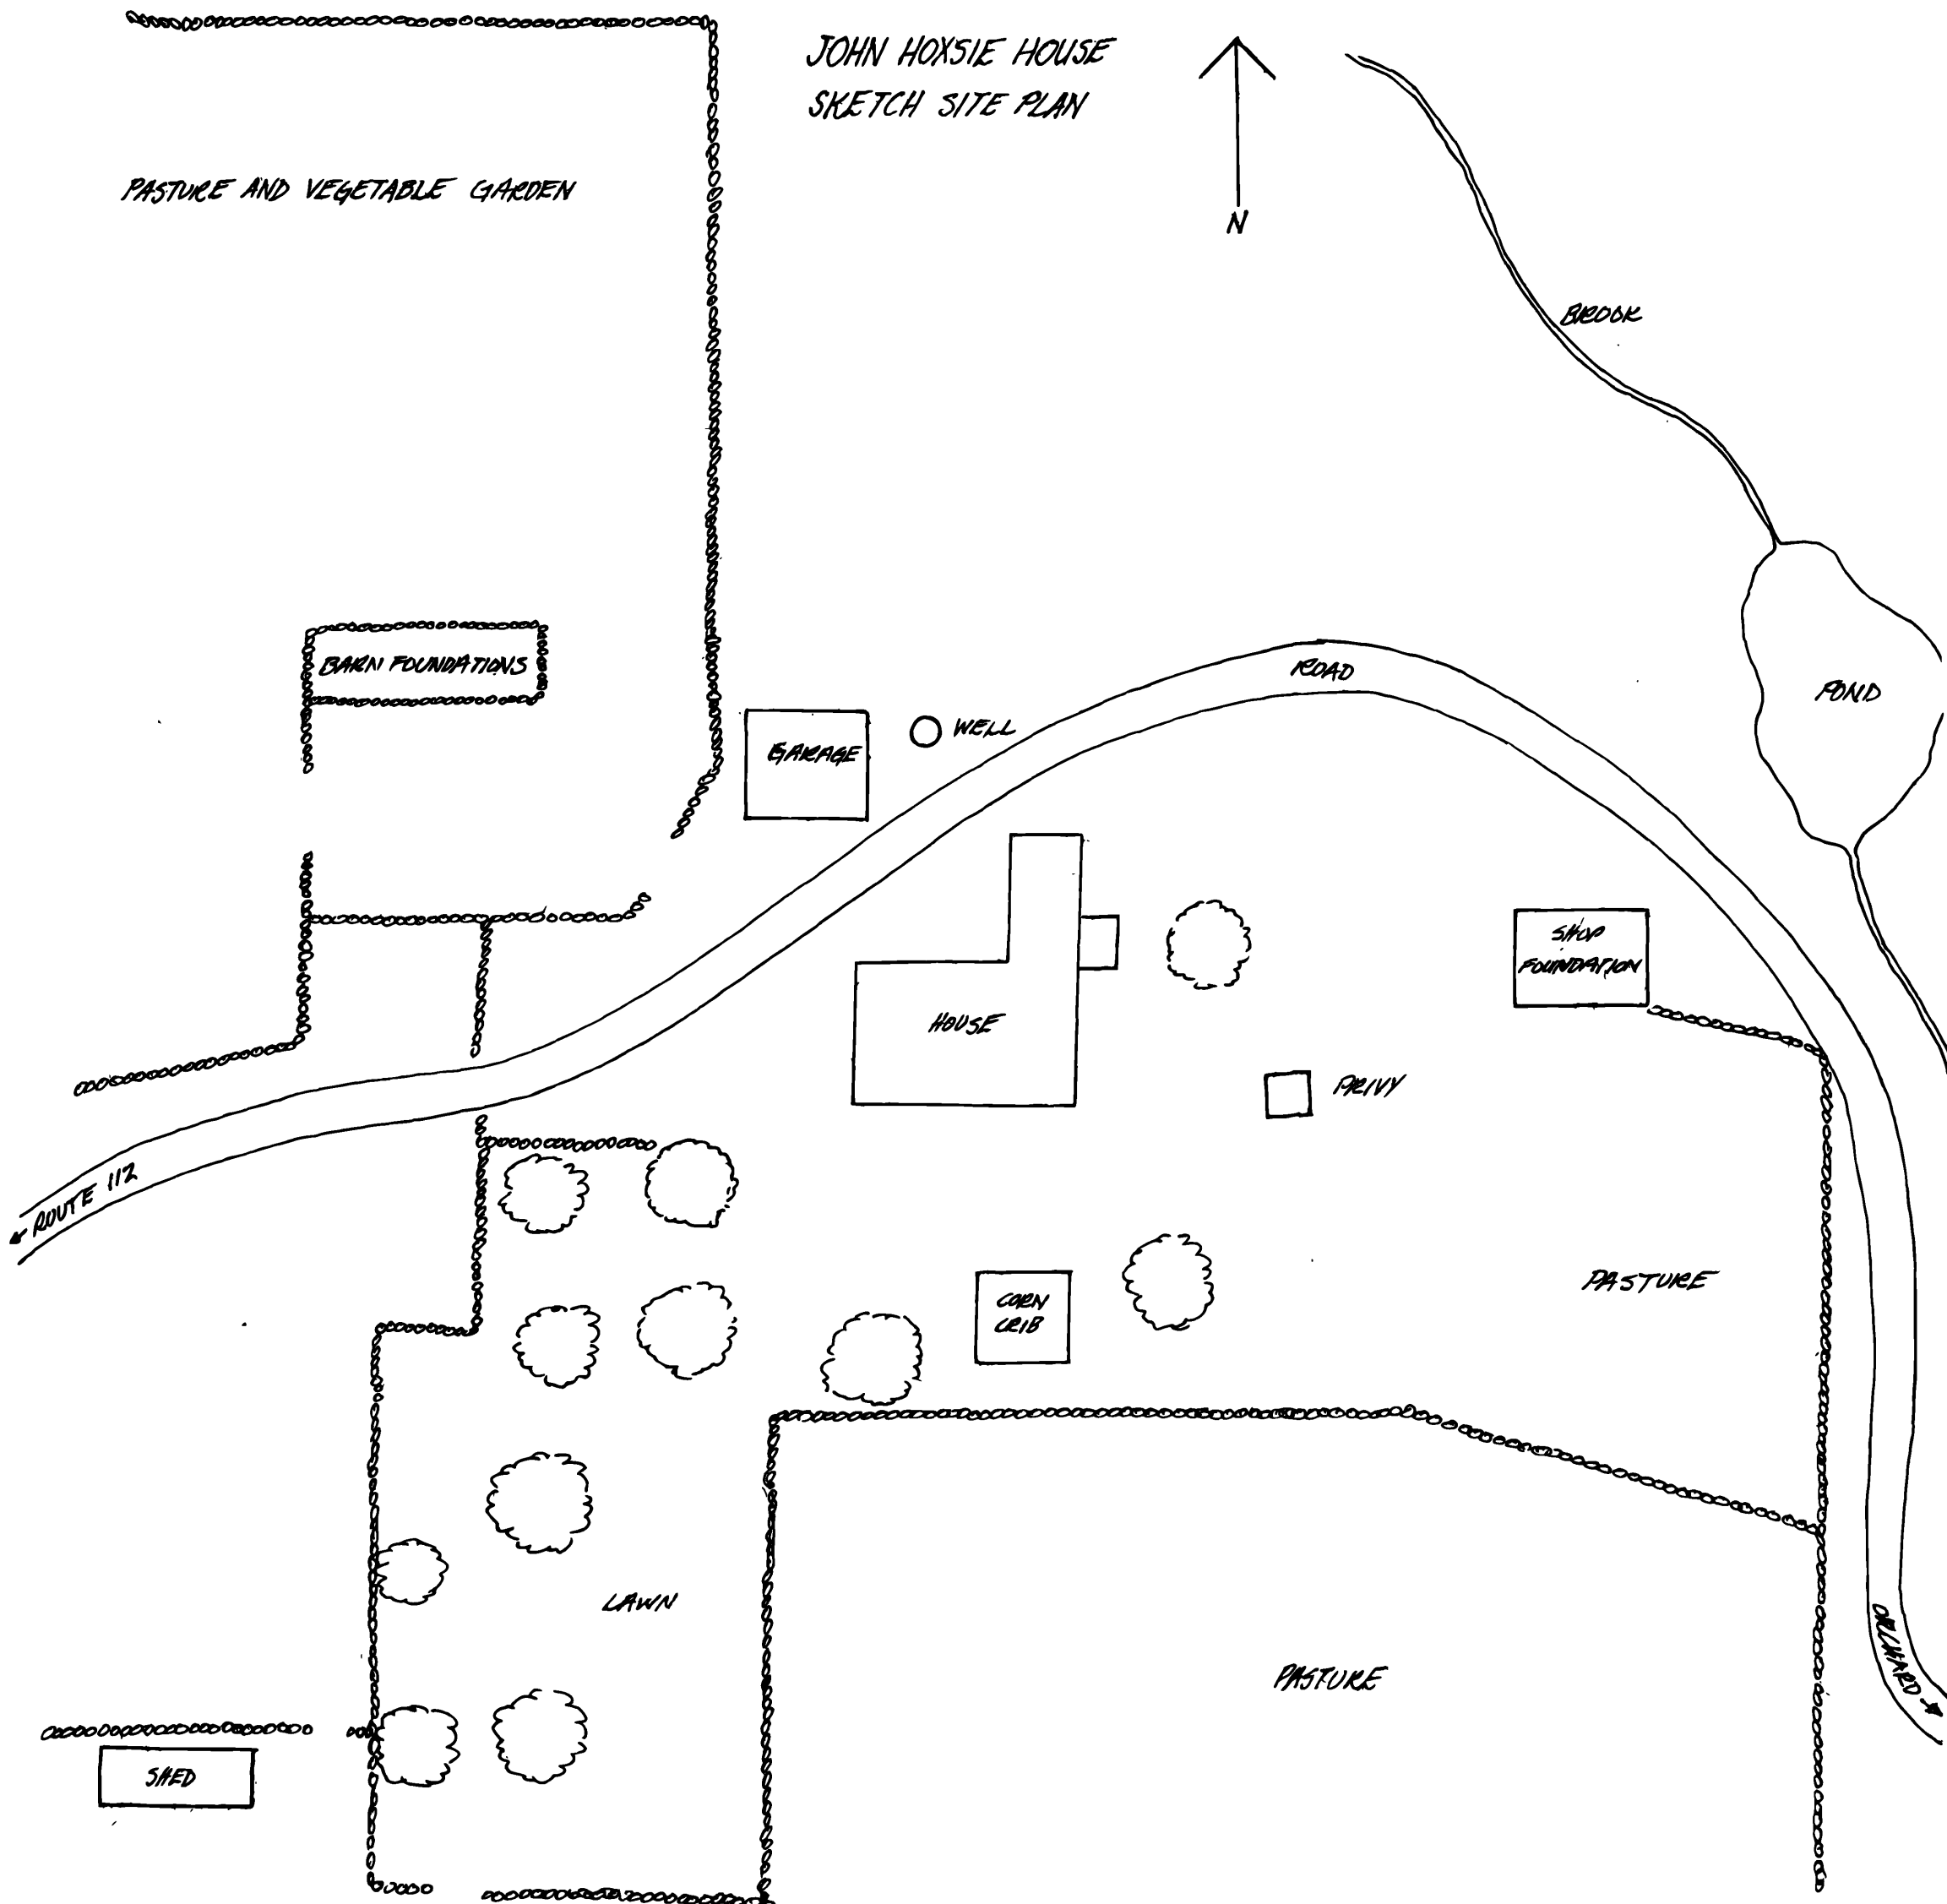 JOHN HOXSIE HOUSE
SKETCH SITE PLAN
N
PASTURE AND VEGETABLE GARDEN
BROOK
BARN FOUNDATIONS
ROAD
POND
GARAGE
WELL
SHOP
FOUNDATION
HOUSE
PRIVY
ROUTE 112
CORN
CRIB
PASTURE
LAWN
ORCHARD
PASTURE
SHED